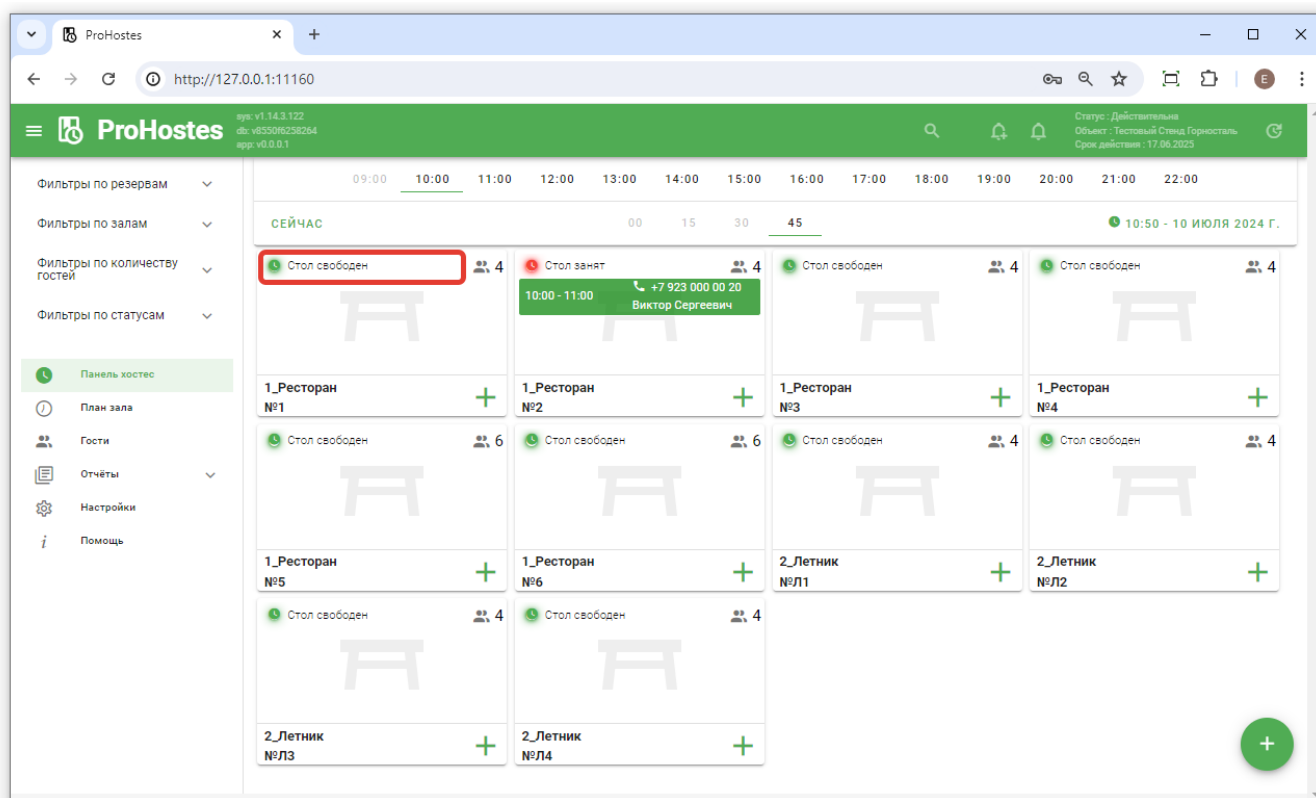 ProHostes
http://127.0.0.1:11160
E
ProHostes
sys: v1.14.3.122
db: v8550f6258264
app: v0.0.0.1
Статус : Действительна
Объект : Тестовый Стенд Горносталь
Срок действия : 17.06.2025
Фильтры по резервам
Фильтры по залам
Фильтры по количеству
гостей
Фильтры по статусам
Панель хостес
План зала
Гости
Отчёты
Настройки
i Помощь
09:00 10:00 11:00 12:00 13:00 14:00 15:00 16:00 17:00 18:00 19:00 20:00 21:00 22:00
СЕЙЧАС 00 15 30 45 10:50 - 10 ИЮЛЯ 2024 Г.
Стол свободен 4
1_Ресторан
№1
Стол занят 4
10:00 - 11:00 +7 923 000 00 20
Виктор Сергеевич
1_Ресторан
№2
Стол свободен 4
1_Ресторан
№3
Стол свободен 4
1_Ресторан
№4
Стол свободен 6
1_Ресторан
№5
Стол свободен 6
1_Ресторан
№6
Стол свободен 4
2_Летник
№Л1
Стол свободен 4
2_Летник
№Л2
Стол свободен 4
2_Летник
№Л3
Стол свободен 4
2_Летник
№Л4